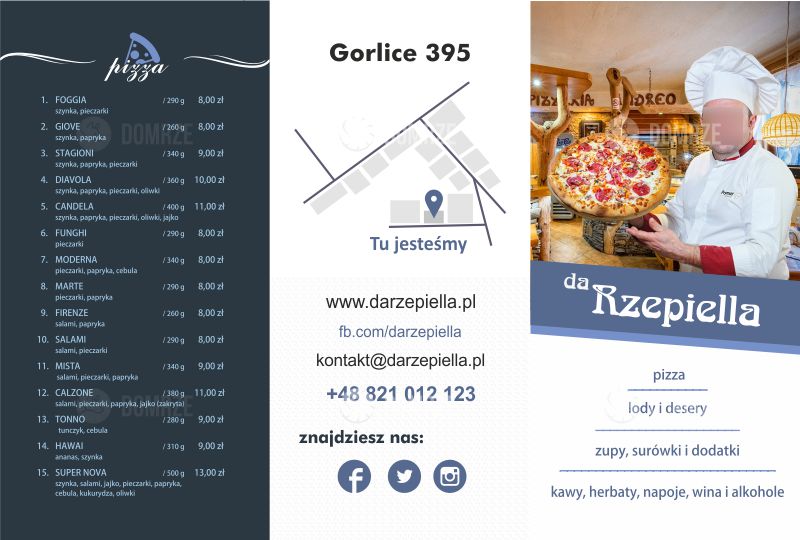 pizza
1. FOGGIA / 290 g 8,00 zł
szynka, pieczarki
2. GIOVE / 260 g 8,00 zł
szynka, papryka
3. STAGIONI / 340 g 9,00 zł
szynka, papryka, pieczarki
4. DIAVOLA / 360 g 10,00 zł
szynka, papryka, pieczarki, oliwki
5. CANDELA / 400 g 11,00 zł
szynka, papryka, pieczarki, oliwki, jajko
6. FUNGHI / 290 g 8,00 zł
pieczarki
7. MODERNA / 340 g 8,00 zł
pieczarki, papryka, cebula
8. MARTE / 290 g 8,00 zł
pieczarki, papryka
9. FIRENZE / 260 g 8,00 zł
salami, papryka
10. SALAMI / 290 g 8,00 zł
salami, pieczarki
11. MISTA / 340 g 9,00 zł
salami, pieczarki, papryka
12. CALZONE / 380 g 11,00 zł
salami, pieczarki, papryka, jajko (zakryta)
13. TONNO / 280 g 9,00 zł
tunczyk, cebula
14. HAWAI / 310 g 9,00 zł
ananas, szynka
15. SUPER NOVA / 500 g 13,00 zł
szynka, salami, jajko, pieczarki, papryka,
cebula, kukurydza, oliwki
DOMRZE
DOMRZE
Gorlice 395
DOMRZE
Tu jesteśmy
www.darzepiella.pl
fb.com/darzepiella
kontakt@darzepiella.pl
+48 821 012 123
znajdziesz nas:
da
Rzepiella
pizza
lody i desery
zupy, surówki i dodatki
kawy, herbaty, napoje, wina i alkohole